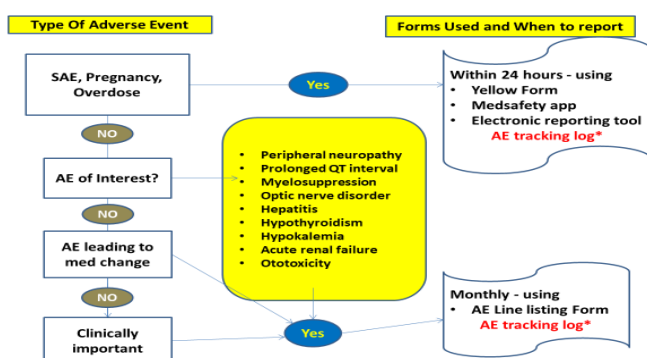 Type Of Adverse Event
Forms Used and When to report
SAE, Pregnancy,
Overdose
Yes
Within 24 hours - using
• Yellow Form
• Medsafety app
• Electronic reporting tool
AE tracking log*
NO
AE of Interest?
• Peripheral neuropathy
• Prolonged QT interval
• Myelosuppression
• Optic nerve disorder
• Hepatitis
• Hypothyroidism
• Hypokalemia
• Acute renal failure
• Ototoxicity
NO
AE leading to
med change
NO
Clinically
important
Yes
Monthly - using
• AE Line listing Form
AE tracking log*